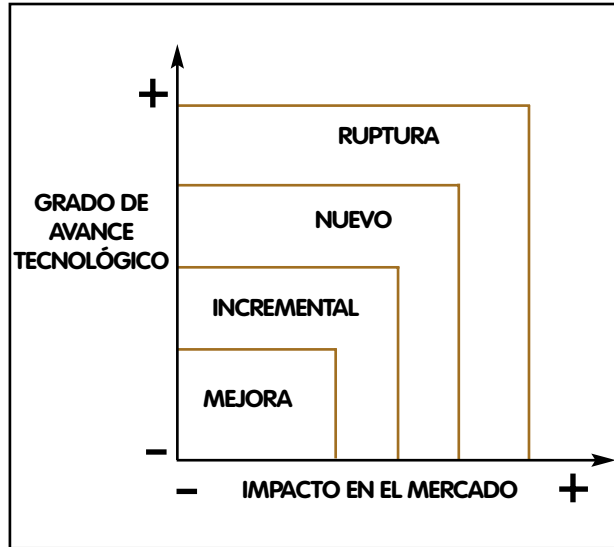 +
RUPTURA
GRADO DE
AVANCE
TECNOLÓGICO
NUEVO
INCREMENTAL
MEJORA
-
- IMPACTO EN EL MERCADO +